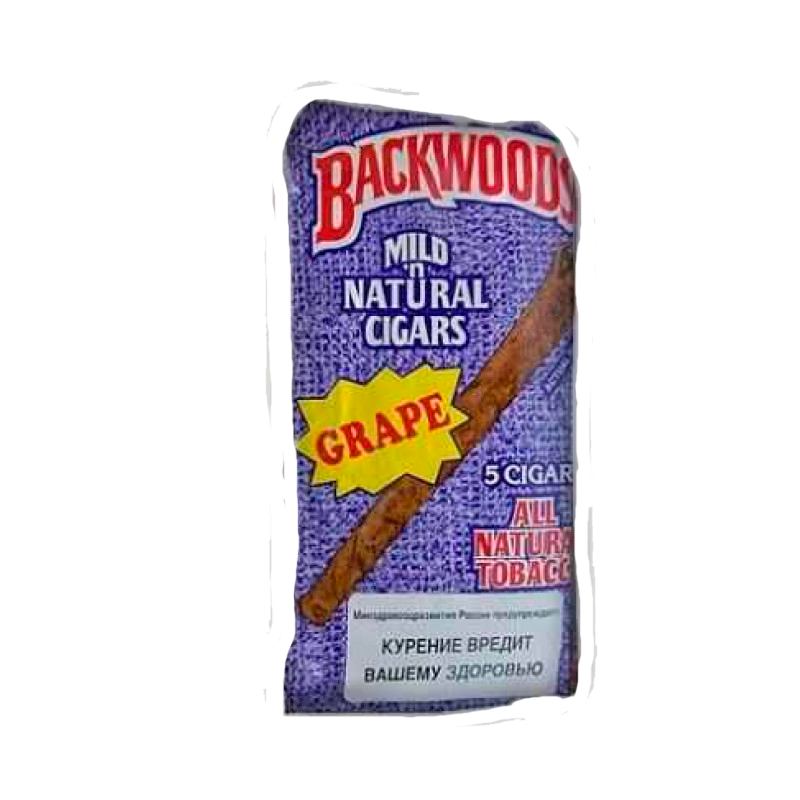 BACKWOODS
MILD
'n
NATURAL
CIGARS
GRAPE
5 CIGAR
ALL
NATURA
TOBACC
Минздравсоцразвития России предупреждает
КУРЕНИЕ ВРЕДИТ
ВАШЕМУ ЗДОРОВЬЮ